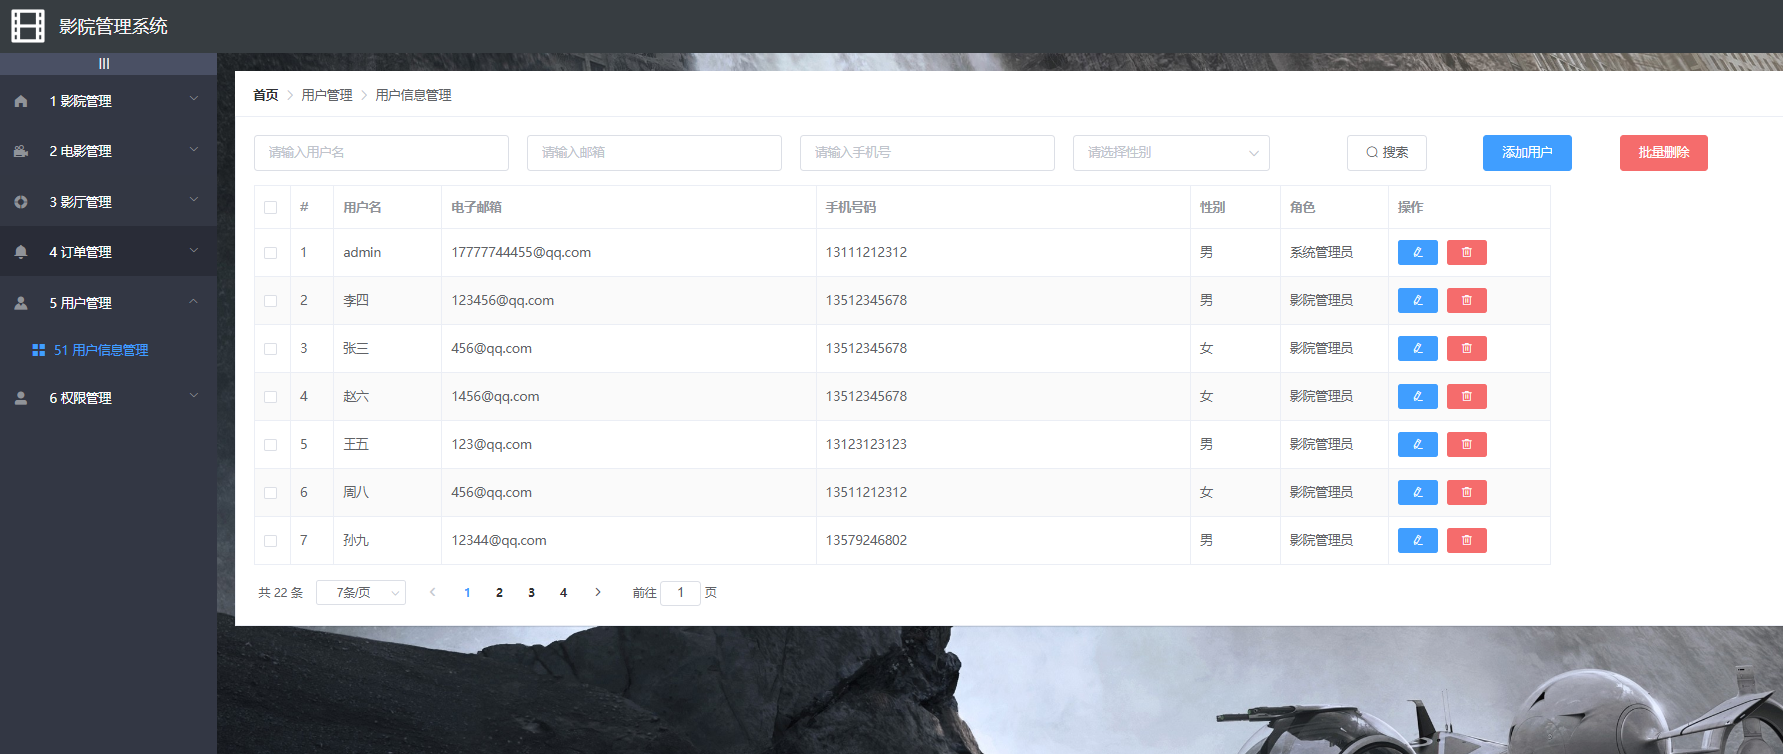 影院管理系统
1 影院管理
2 电影管理
3 影厅管理
4 订单管理
5 用户管理
51 用户信息管理
6 权限管理
首页 用户管理 用户信息管理
请输入用户名 请输入邮箱 请输入手机号 请选择性别 搜索 添加用户 批量删除
# 用户名 电子邮箱 手机号码 性别 角色 操作
1 admin 17777744455@qq.com 13111212312 男 系统管理员
2 李四 123456@qq.com 13512345678 男 影院管理员
3 张三 456@qq.com 13512345678 女 影院管理员
4 赵六 1456@qq.com 13512345678 女 影院管理员
5 王五 123@qq.com 13123123123 男 影院管理员
6 周八 456@qq.com 13511212312 女 影院管理员
7 孙九 12344@qq.com 13579246802 男 影院管理员
共 22 条 7条/页 1 2 3 4 前往 1 页